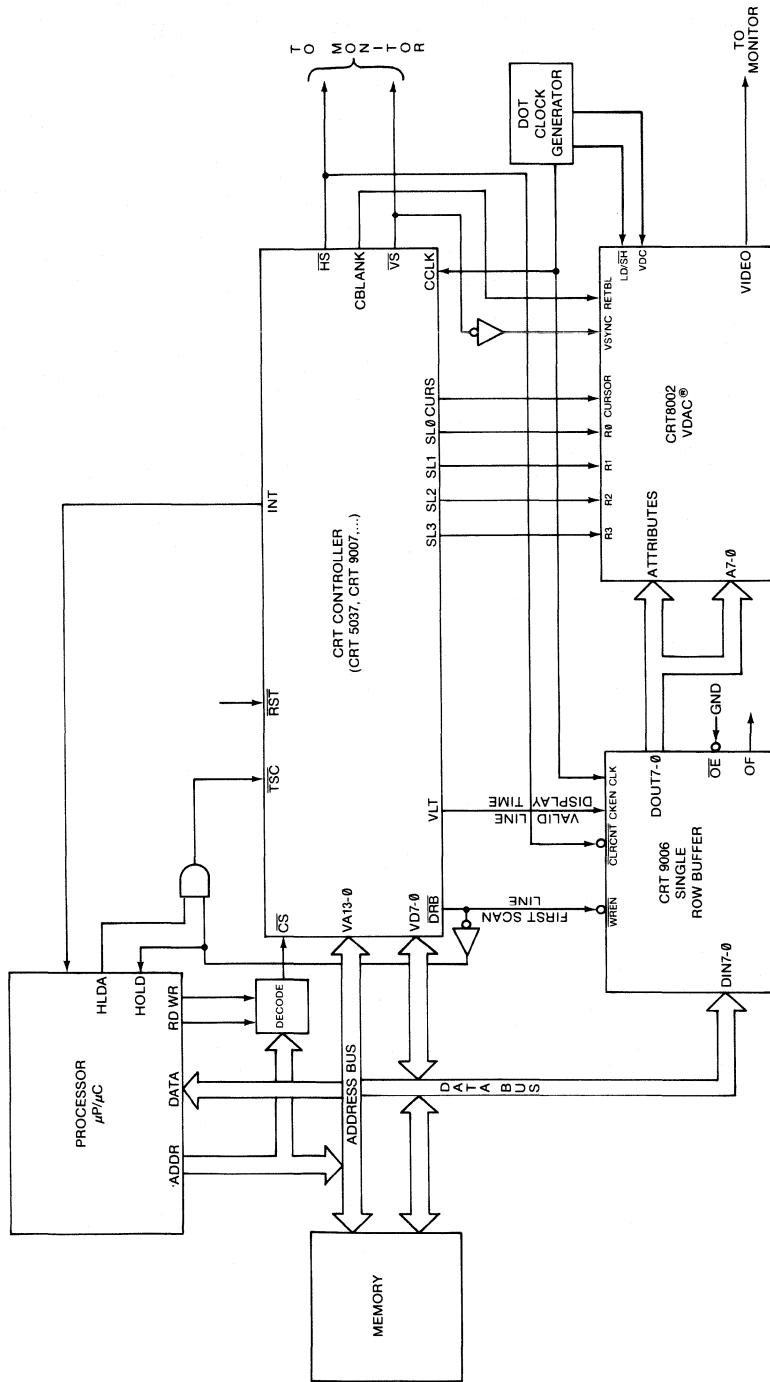 PROCESSOR
µP/µC
ADDR
DATA
RD WR
HOLD
HLDA
DECODE
MEMORY
ADDRESS BUS
DATA BUS
CRT CONTROLLER
(CRT 5037, CRT 9007,...)
CS
VA13-0
VD7-0
DRB
TSC
RST
INT
VLT
SL3 SL2 SL1 SLØ CURS
HS
CBLANK
VS
CCLK
TO MONITOR
FIRST SCAN
LINE
VALID LINE
DISPLAY TIME
WREN
CLRCNT
CKEN
CLK
CRT 9006
SINGLE
ROW BUFFER
DIN7-0
DOUT7-0
OE
GND
OF
DOT
CLOCK
GENERATOR
R3 R2 R1 RØ CURSOR VSYNC RETBL
LD/SH
VDC
ATTRIBUTES
A7-0
CRT8002
VDAC®
VIDEO
TO
MONITOR